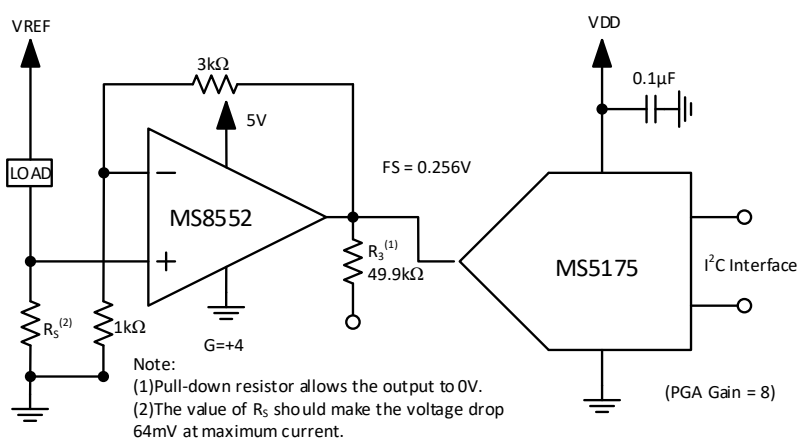 VREF
VDD
3kΩ
0.1μF
5V
FS = 0.256V
LOAD
MS8552
R3(1)
49.9kΩ
MS5175
I2C Interface
RS(2)
1kΩ
G=+4
Note:
(1)Pull-down resistor allows the output to 0V.
(2)The value of RS should make the voltage drop
64mV at maximum current.
(PGA Gain = 8)